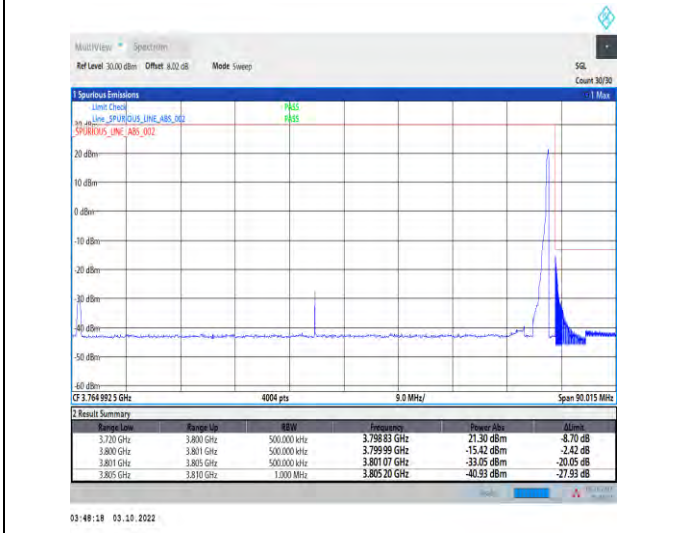 MultiView Spectrum
Ref Level 30.00 dBm Offset 8.02 dB Mode Sweep
SGL
Count 30/30
1 Spurious Emissions
1 Max
Limit Check PASS
Line _SPURIOUS_LINE_ABS_002 PASS
_SPURIOUS_LINE_ABS_002
20 dBm
10 dBm
0 dBm
-10 dBm
-20 dBm
-30 dBm
-40 dBm
-50 dBm
-60 dBm
CF 3.764 992 5 GHz 4004 pts 9.0 MHz/ Span 90.015 MHz
2 Result Summary
Range Low Range Up RBW Frequency Power Abs ΔLimit
3.720 GHz 3.800 GHz 500.000 kHz 3.798 83 GHz 21.30 dBm -8.70 dB
3.800 GHz 3.801 GHz 500.000 kHz 3.799 99 GHz -15.42 dBm -2.42 dB
3.801 GHz 3.805 GHz 500.000 kHz 3.801 07 GHz -33.05 dBm -20.05 dB
3.805 GHz 3.810 GHz 1.000 MHz 3.805 20 GHz -40.93 dBm -27.93 dB
03:48:18 03.10.2022